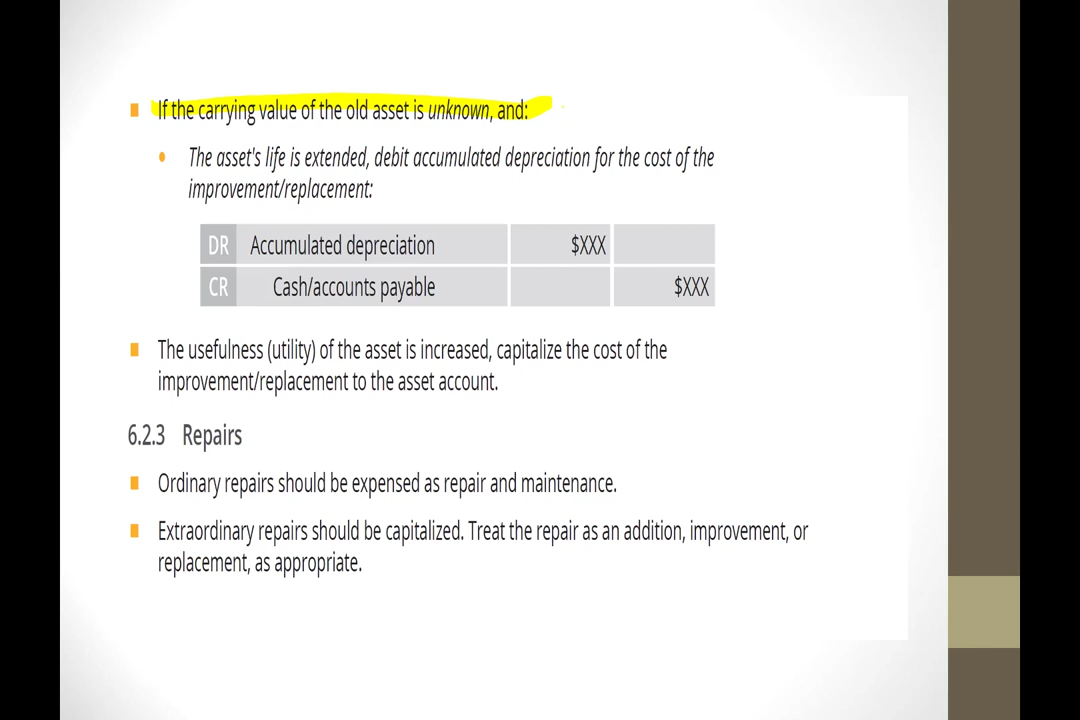 If the carrying value of the old asset is unknown, and:
The asset's life is extended, debit accumulated depreciation for the cost of the
improvement/replacement:
DR Accumulated depreciation $XXX
CR Cash/accounts payable $XXX
The usefulness (utility) of the asset is increased, capitalize the cost of the
improvement/replacement to the asset account.
6.2.3 Repairs
Ordinary repairs should be expensed as repair and maintenance.
Extraordinary repairs should be capitalized. Treat the repair as an addition, improvement, or
replacement, as appropriate.